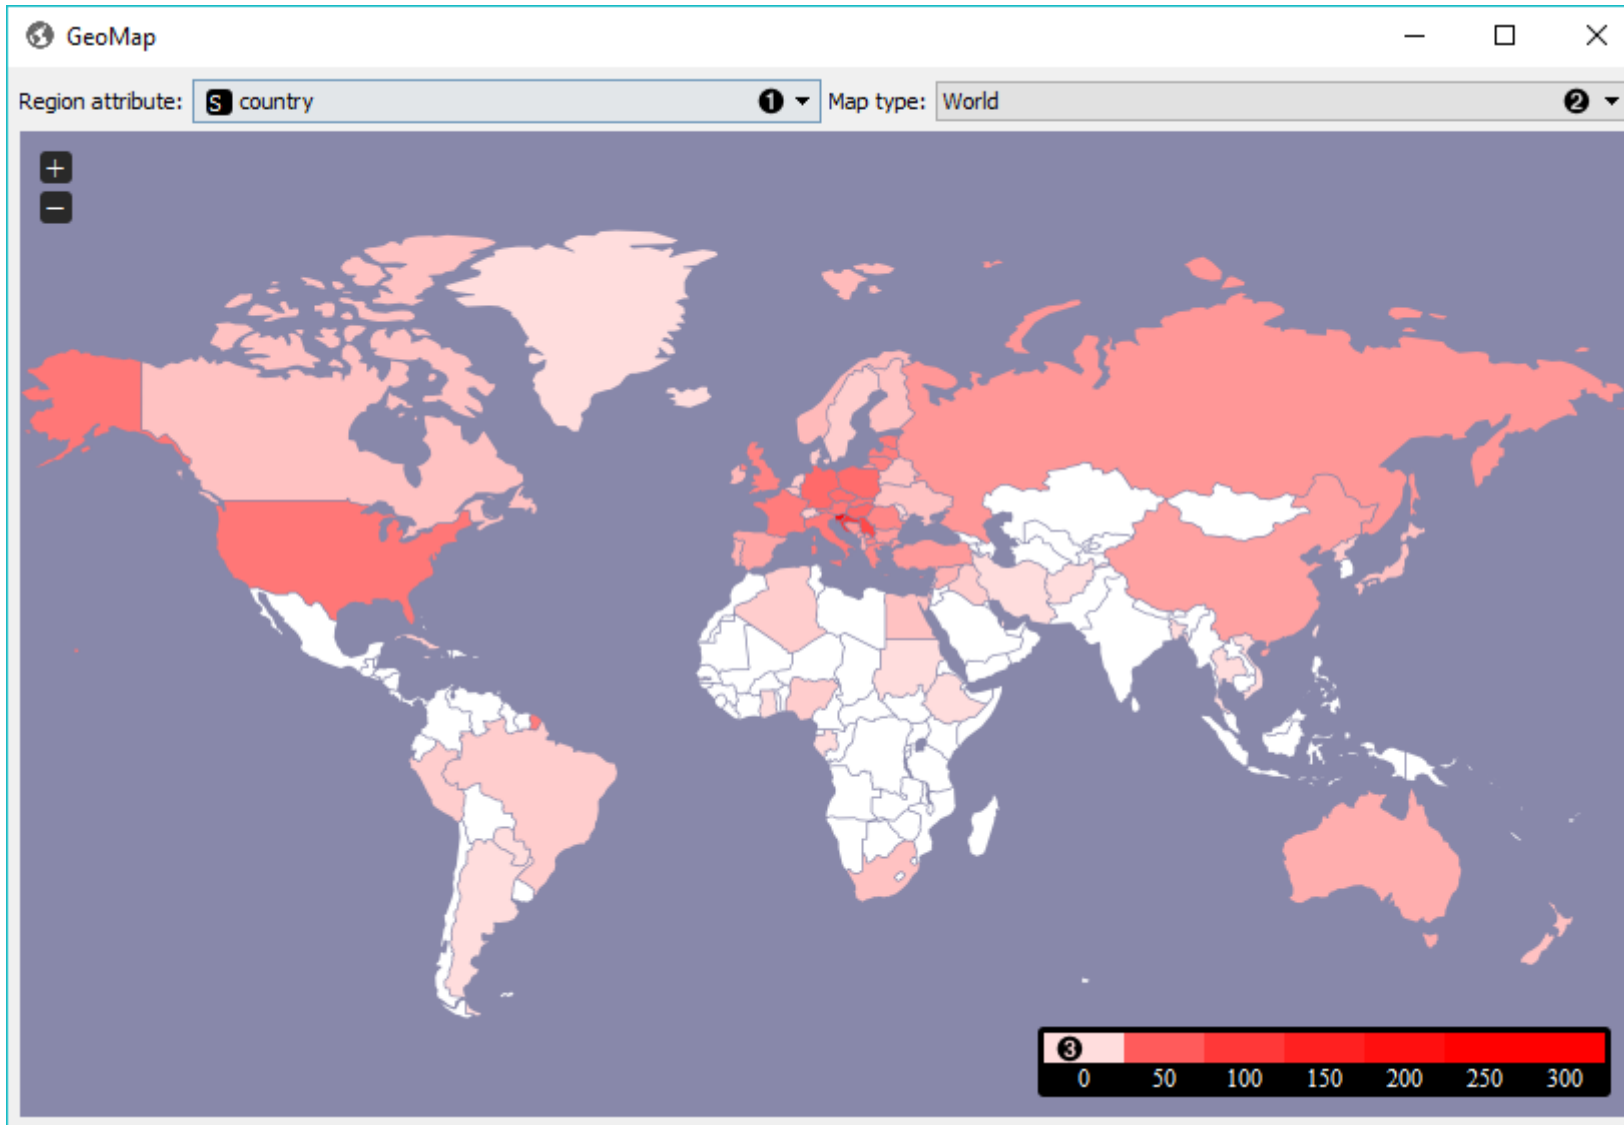 GeoMap
Region attribute: S country ❶ Map type: World ❷
+
−
❸
0 50 100 150 200 250 300